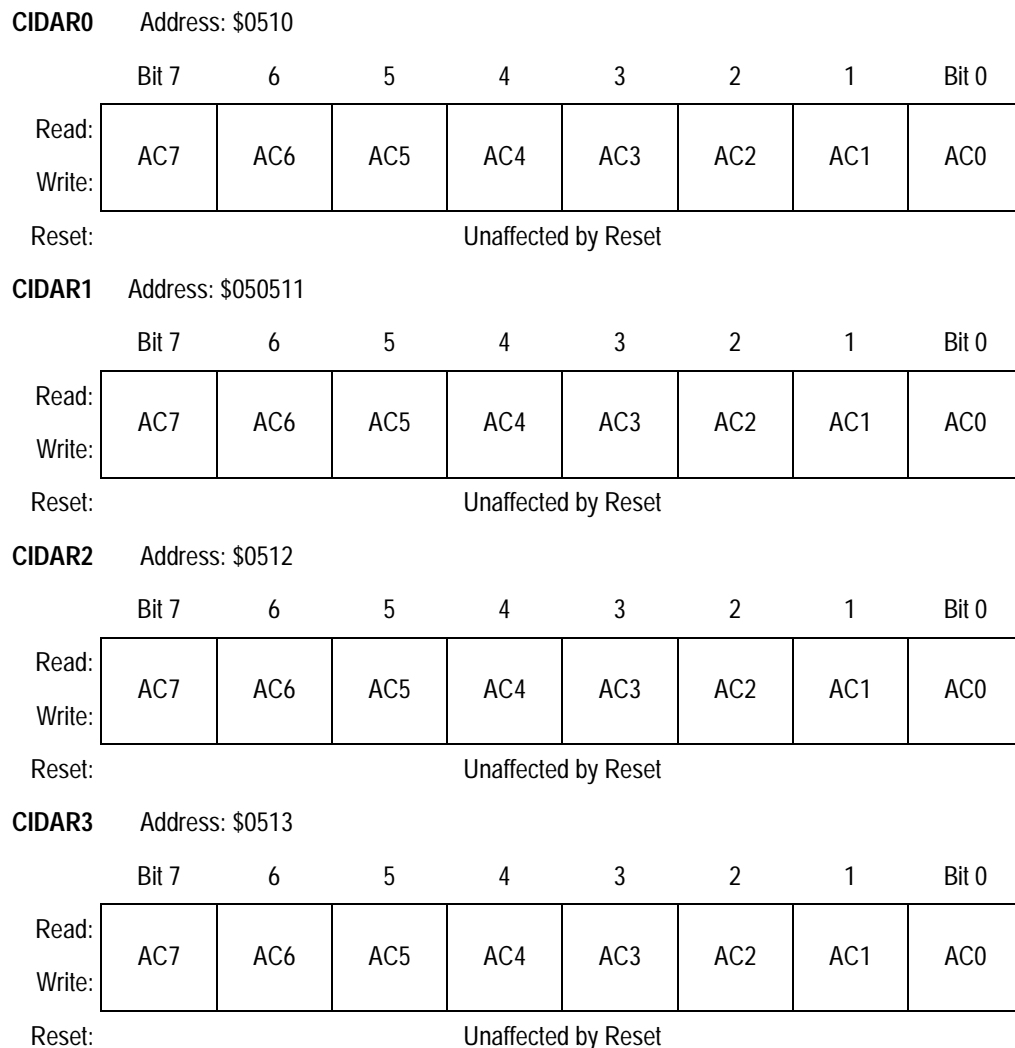 CIDAR0 Address: $0510
Bit 7 6 5 4 3 2 1 Bit 0
Read:
AC7 AC6 AC5 AC4 AC3 AC2 AC1 AC0
Write:
Reset: Unaffected by Reset
CIDAR1 Address: $050511
Bit 7 6 5 4 3 2 1 Bit 0
Read:
AC7 AC6 AC5 AC4 AC3 AC2 AC1 AC0
Write:
Reset: Unaffected by Reset
CIDAR2 Address: $0512
Bit 7 6 5 4 3 2 1 Bit 0
Read:
AC7 AC6 AC5 AC4 AC3 AC2 AC1 AC0
Write:
Reset: Unaffected by Reset
CIDAR3 Address: $0513
Bit 7 6 5 4 3 2 1 Bit 0
Read:
AC7 AC6 AC5 AC4 AC3 AC2 AC1 AC0
Write:
Reset: Unaffected by Reset